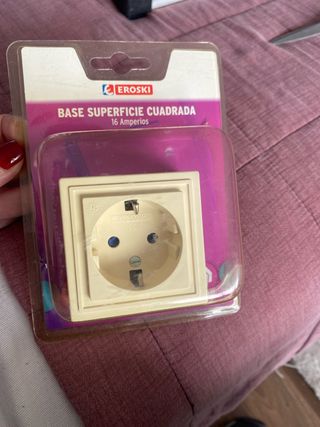 EROSKI
BASE SUPERFICIE CUADRADA
16 Amperios